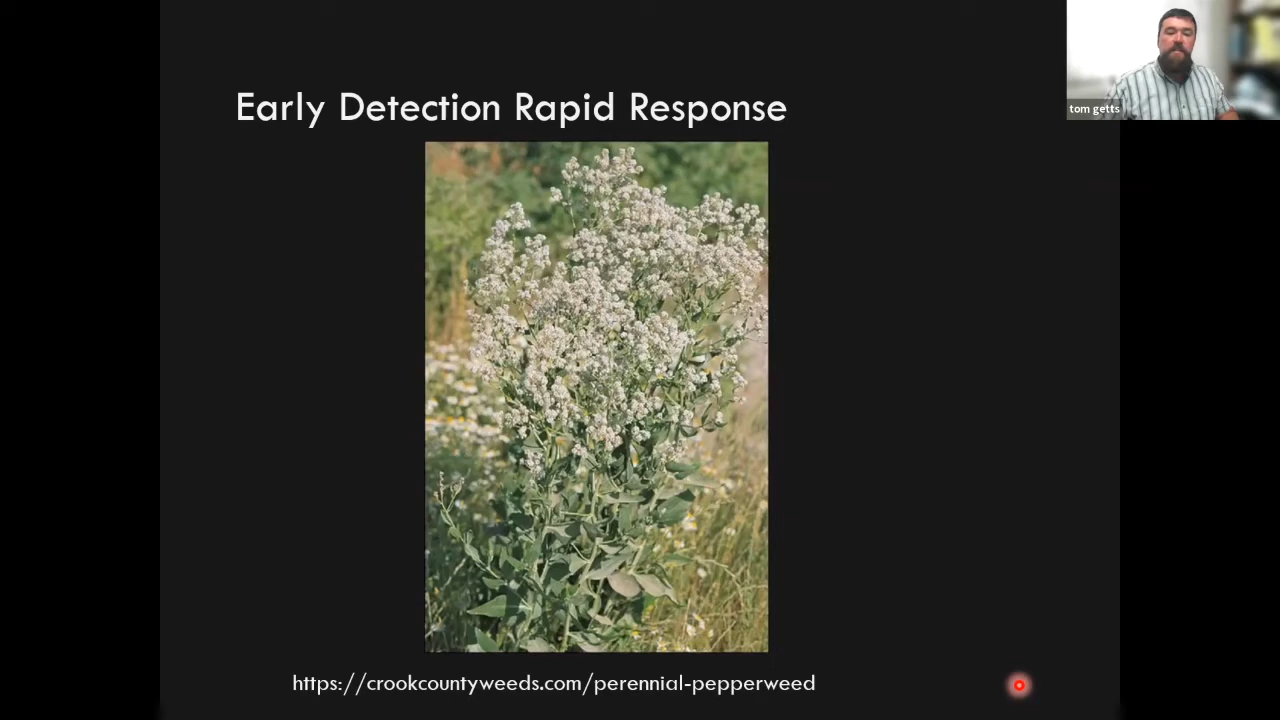 Early Detection Rapid Response
tom getts
https://crookcountyweeds.com/perennial-pepperweed